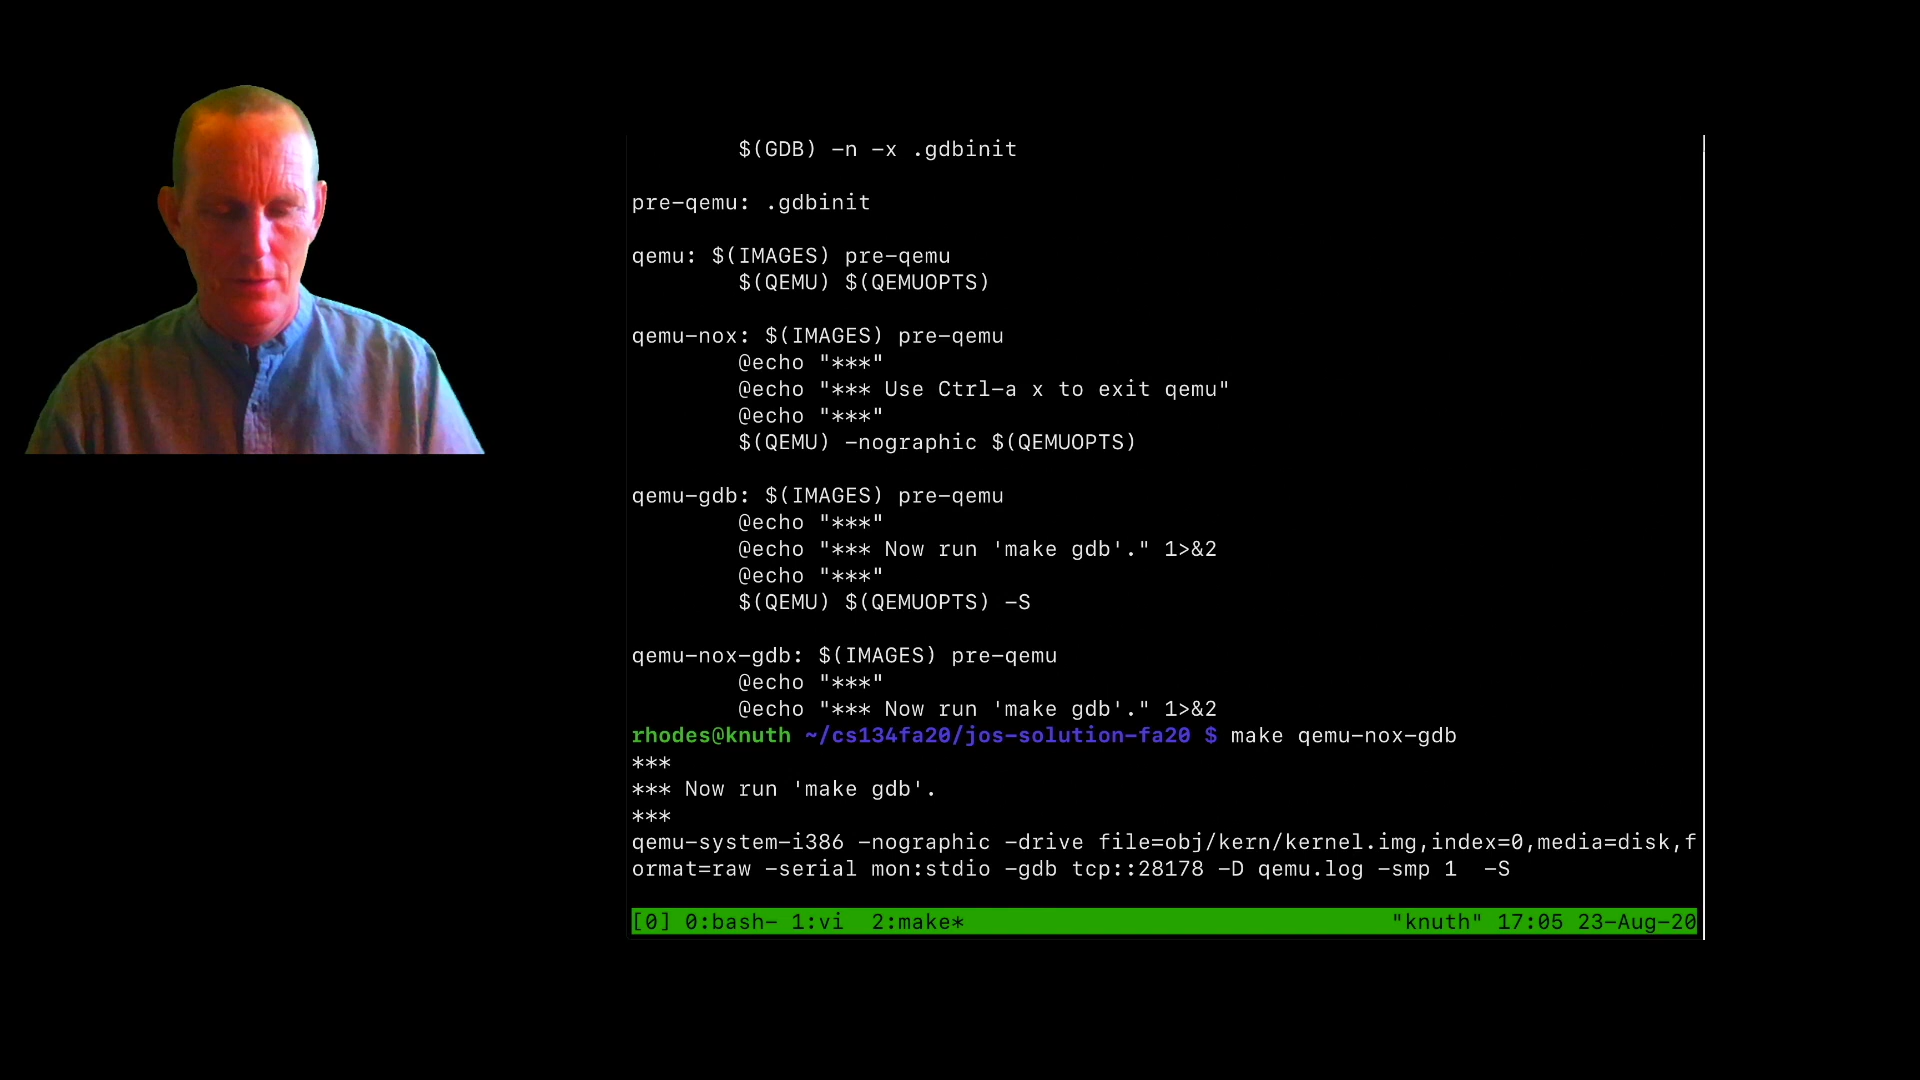 $(GDB) -n -x .gdbinit
pre-qemu: .gdbinit
qemu: $(IMAGES) pre-qemu
$(QEMU) $(QEMUOPTS)
qemu-nox: $(IMAGES) pre-qemu
@echo "***"
@echo "*** Use Ctrl-a x to exit qemu"
@echo "***"
$(QEMU) -nographic $(QEMUOPTS)
qemu-gdb: $(IMAGES) pre-qemu
@echo "***"
@echo "*** Now run 'make gdb'." 1>&2
@echo "***"
$(QEMU) $(QEMUOPTS) -S
qemu-nox-gdb: $(IMAGES) pre-qemu
@echo "***"
@echo "*** Now run 'make gdb'." 1>&2
rhodes@knuth ~/cs134fa20/jos-solution-fa20 $ make qemu-nox-gdb
***
*** Now run 'make gdb'.
***
qemu-system-i386 -nographic -drive file=obj/kern/kernel.img,index=0,media=disk,f
ormat=raw -serial mon:stdio -gdb tcp::28178 -D qemu.log -smp 1  -S
[0] 0:bash- 1:vi  2:make* "knuth" 17:05 23-Aug-20